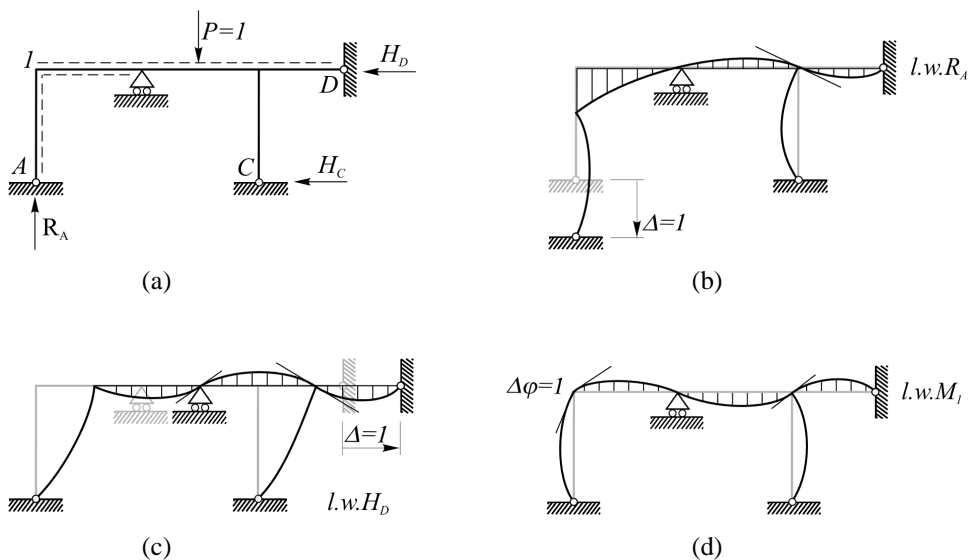 P=1
1
D
H_D
A
C
H_C
R_A
(a)
l.w.R_A
Δ=1
(b)
Δ=1
l.w.H_D
(c)
Δφ=1
l.w.M_1
(d)